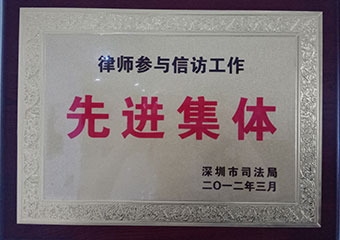 律师参与信访工作
先进集体
深圳市司法局
二〇一二年三月